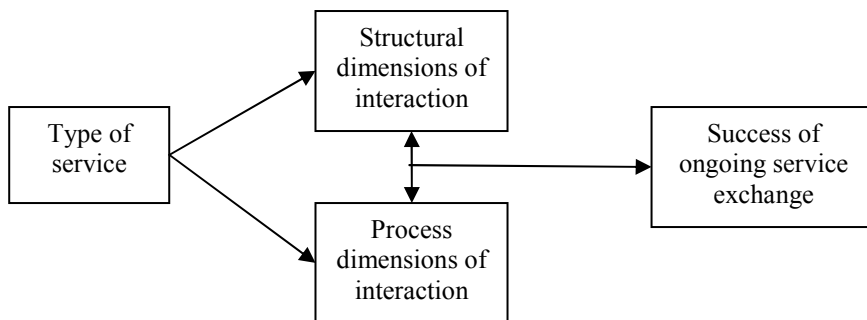 Type of
service
Structural
dimensions of
interaction
Process
dimensions of
interaction
Success of
ongoing service
exchange